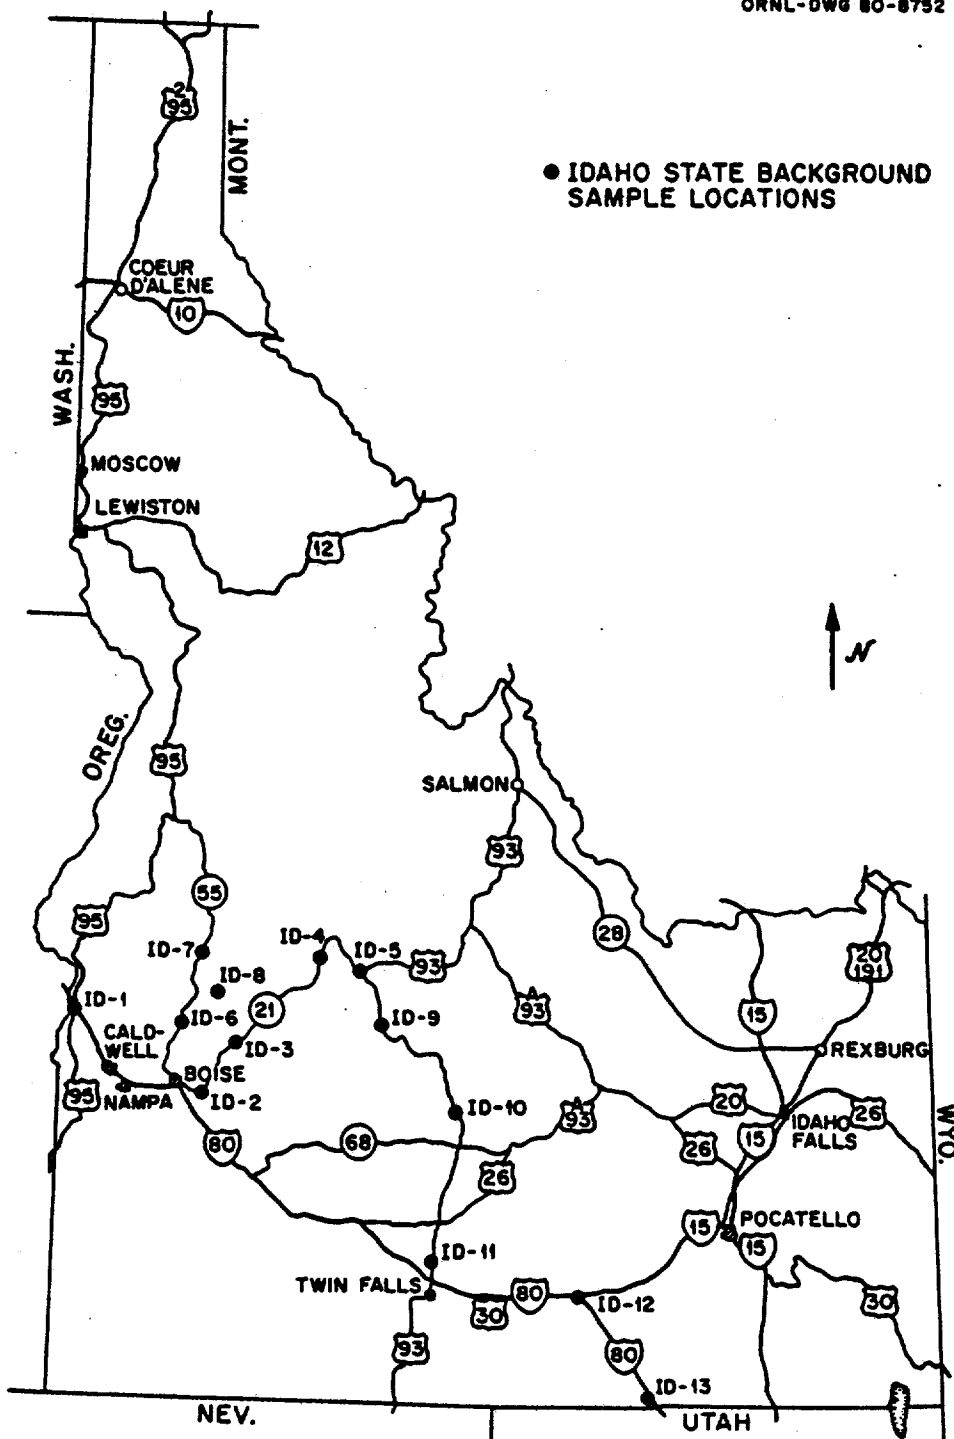 ORNL-DWG 80-8752
2
95
MONT.
● IDAHO STATE BACKGROUND
SAMPLE LOCATIONS
COEUR
D'ALENE
10
WASH.
95
MOSCOW
LEWISTON
12
N
OREG.
95
SALMON
93
55
95
28
ID-7
ID-4
ID-5
93
20
191
ID-8
ID-1
21
A
93
15
ID-6
ID-9
CALD-
WELL
ID-3
REXBURG
BOISE
95
NAMPA
ID-2
ID-10
A
93
20
IDAHO
FALLS
26
WYO.
80
68
26
15
26
15
POCATELLO
15
ID-11
TWIN FALLS
80
30
ID-12
30
93
80
ID-13
NEV.
UTAH